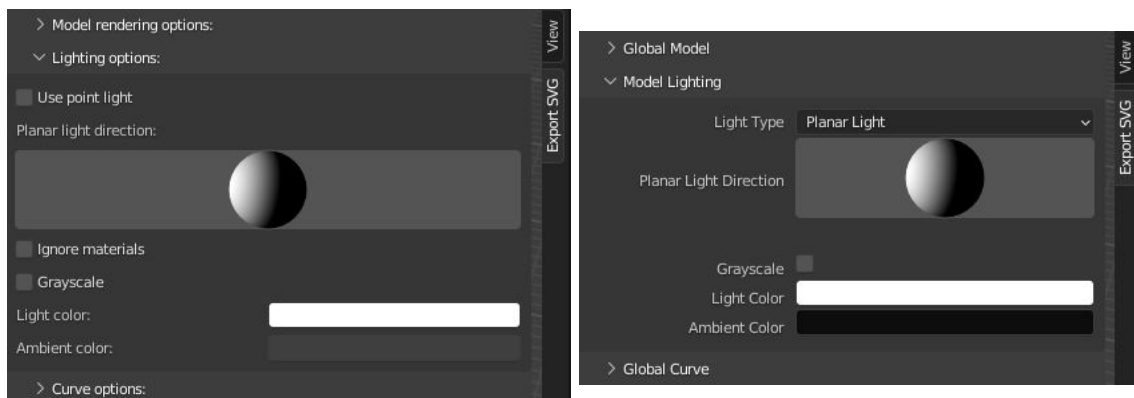 Model rendering options:
Lighting options:
Use point light
Planar light direction:
Ignore materials
Grayscale
Light color:
Ambient color:
Curve options:
View
Export SVG
Global Model
Model Lighting
Light Type Planar Light
Planar Light Direction
Grayscale
Light Color
Ambient Color
Global Curve
View
Export SVG